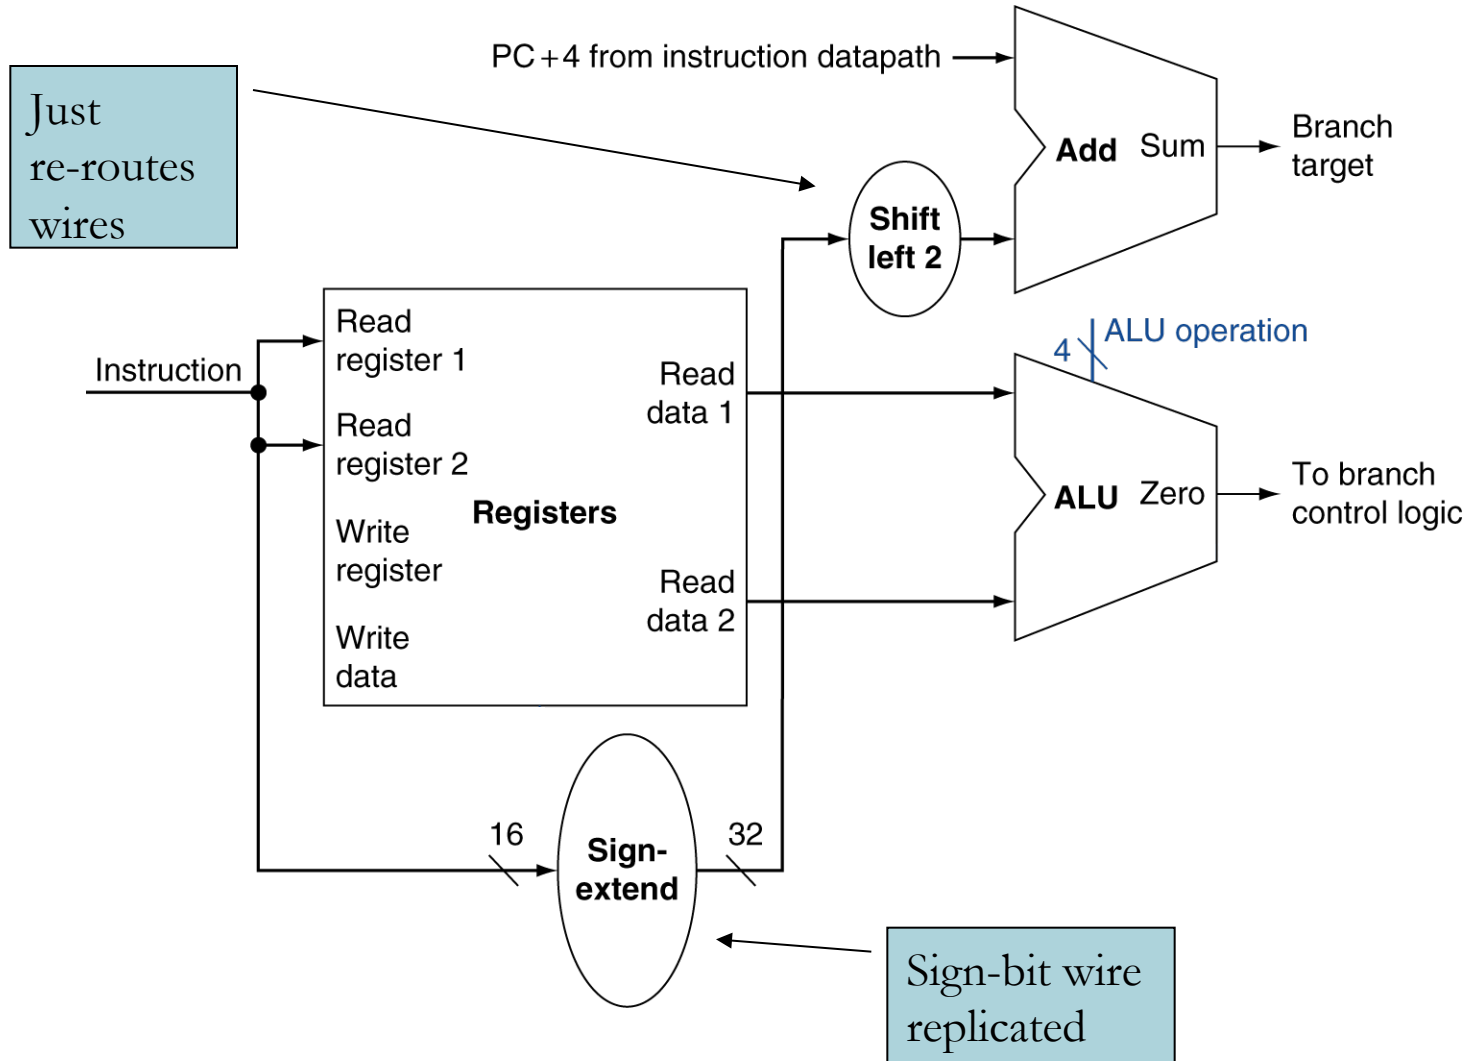 PC+4 from instruction datapath
Just
re-routes
wires
Add Sum
Branch
target
Shift
left 2
Read
register 1
Instruction
Read
data 1
4
ALU operation
Read
register 2
Registers
ALU Zero
To branch
control logic
Write
register
Read
data 2
Write
data
16
32
Sign-
extend
Sign-bit wire
replicated